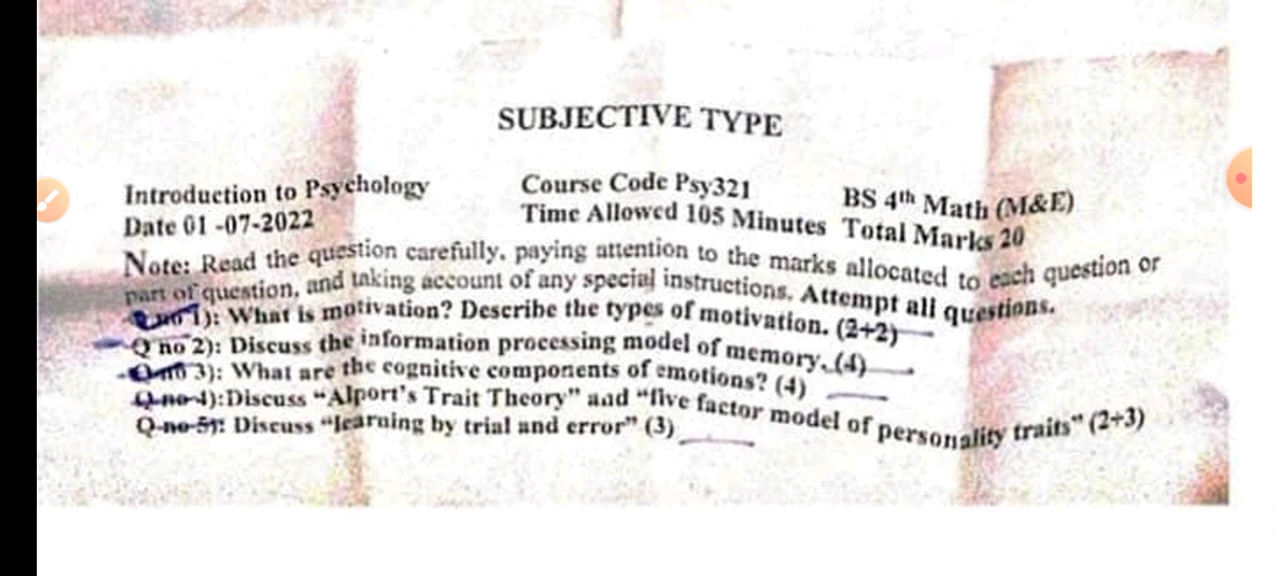 SUBJECTIVE TYPE
Introduction to Psychology Course Code Psy321 BS 4th Math (M&E)
Date 01 -07-2022 Time Allowed 105 Minutes Total Marks 20
Note: Read the question carefully, paying attention to the marks allocated to each question or
part of question, and taking account of any special instructions. Attempt all questions.
Q no 1): What is motivation? Describe the types of motivation. (2+2)
Q no 2): Discuss the information processing model of memory. (4)
Q no 3): What are the cognitive components of emotions? (4)
Q no 4):Discuss "Alport's Trait Theory" and "five factor model of personality traits" (2+3)
Q no 5): Discuss "learning by trial and error" (3)